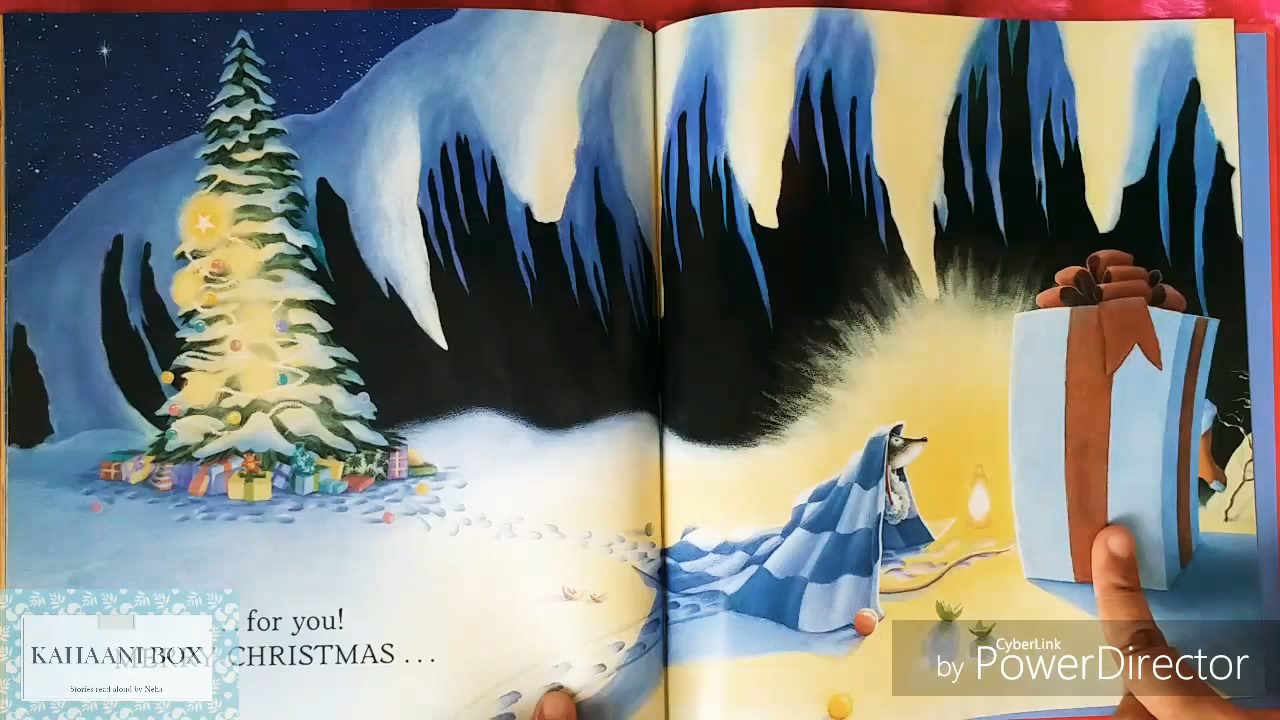 for you!
CHRISTMAS ...
KAHAANI BOX
Stories read aloud by Neha
CyberLink
by PowerDirector